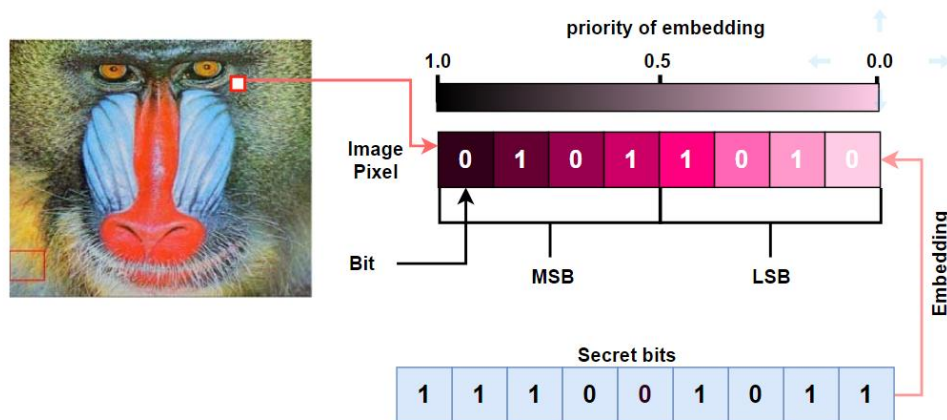 priority of embedding
1.0 0.5 0.0
Image
Pixel
0 1 0 1 1 0 1 0
Bit
MSB
LSB
Embedding
Secret bits
1 1 1 0 0 1 0 1 1